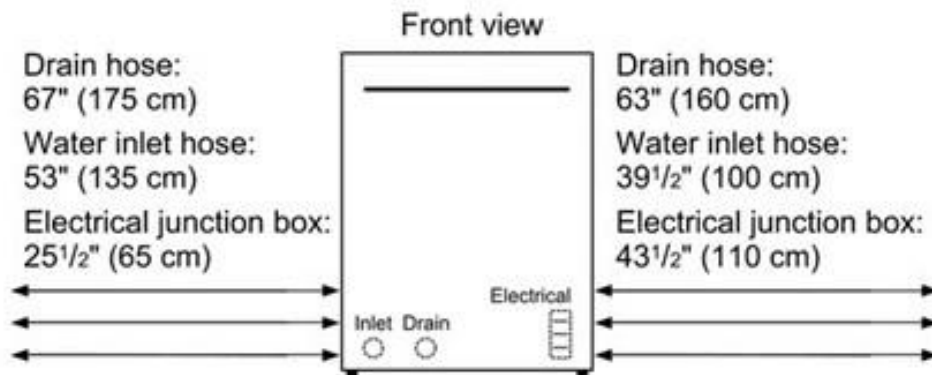 Front view
Drain hose:
67" (175 cm)
Water inlet hose:
53" (135 cm)
Electrical junction box:
251/2" (65 cm)
Drain hose:
63" (160 cm)
Water inlet hose:
391/2" (100 cm)
Electrical junction box:
431/2" (110 cm)
Electrical
Inlet Drain